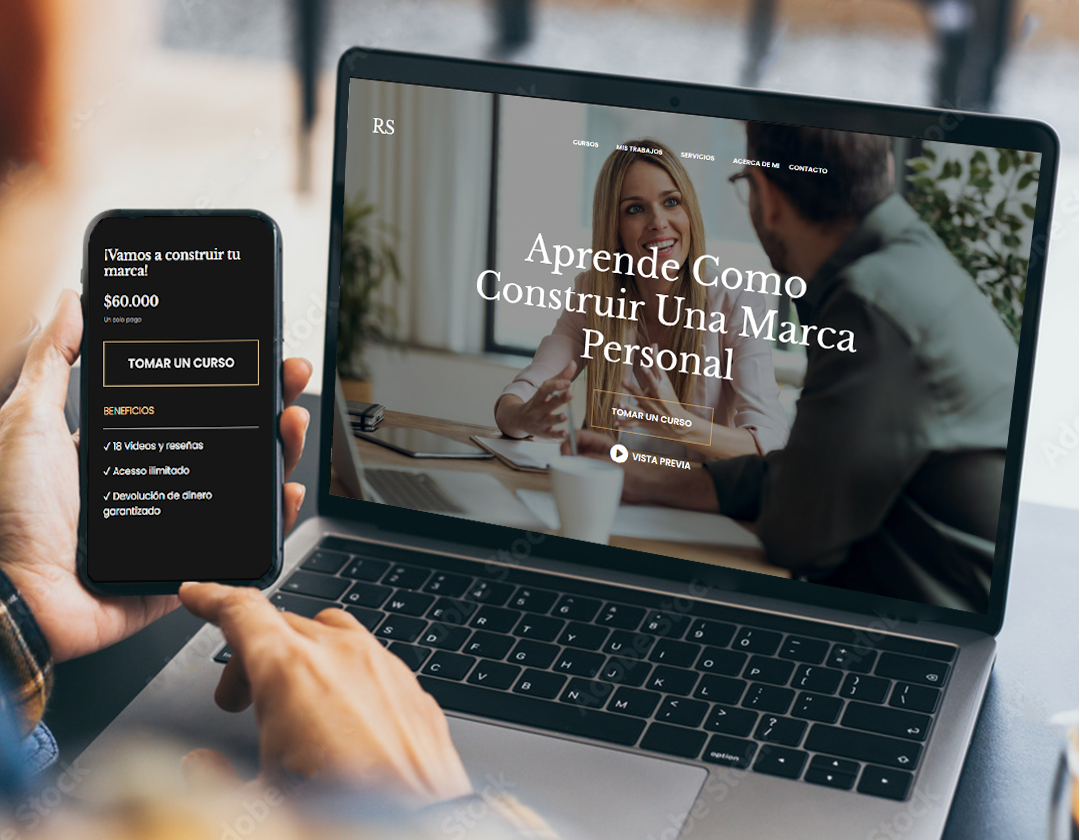 RS
CURSOS MIS TRABAJOS SERVICIOS ACERCA DE MI CONTACTO
Aprende Como
Construir Una Marca
Personal
TOMAR UN CURSO
VISTA PREVIA
¡Vamos a construir tu
marca!
$60.000
Un solo pago
TOMAR UN CURSO
BENEFICIOS
✓ 18 Videos y reseñas
✓ Acesso ilimitado
✓ Devolución de dinero
garantizado
option
Adobe Stock